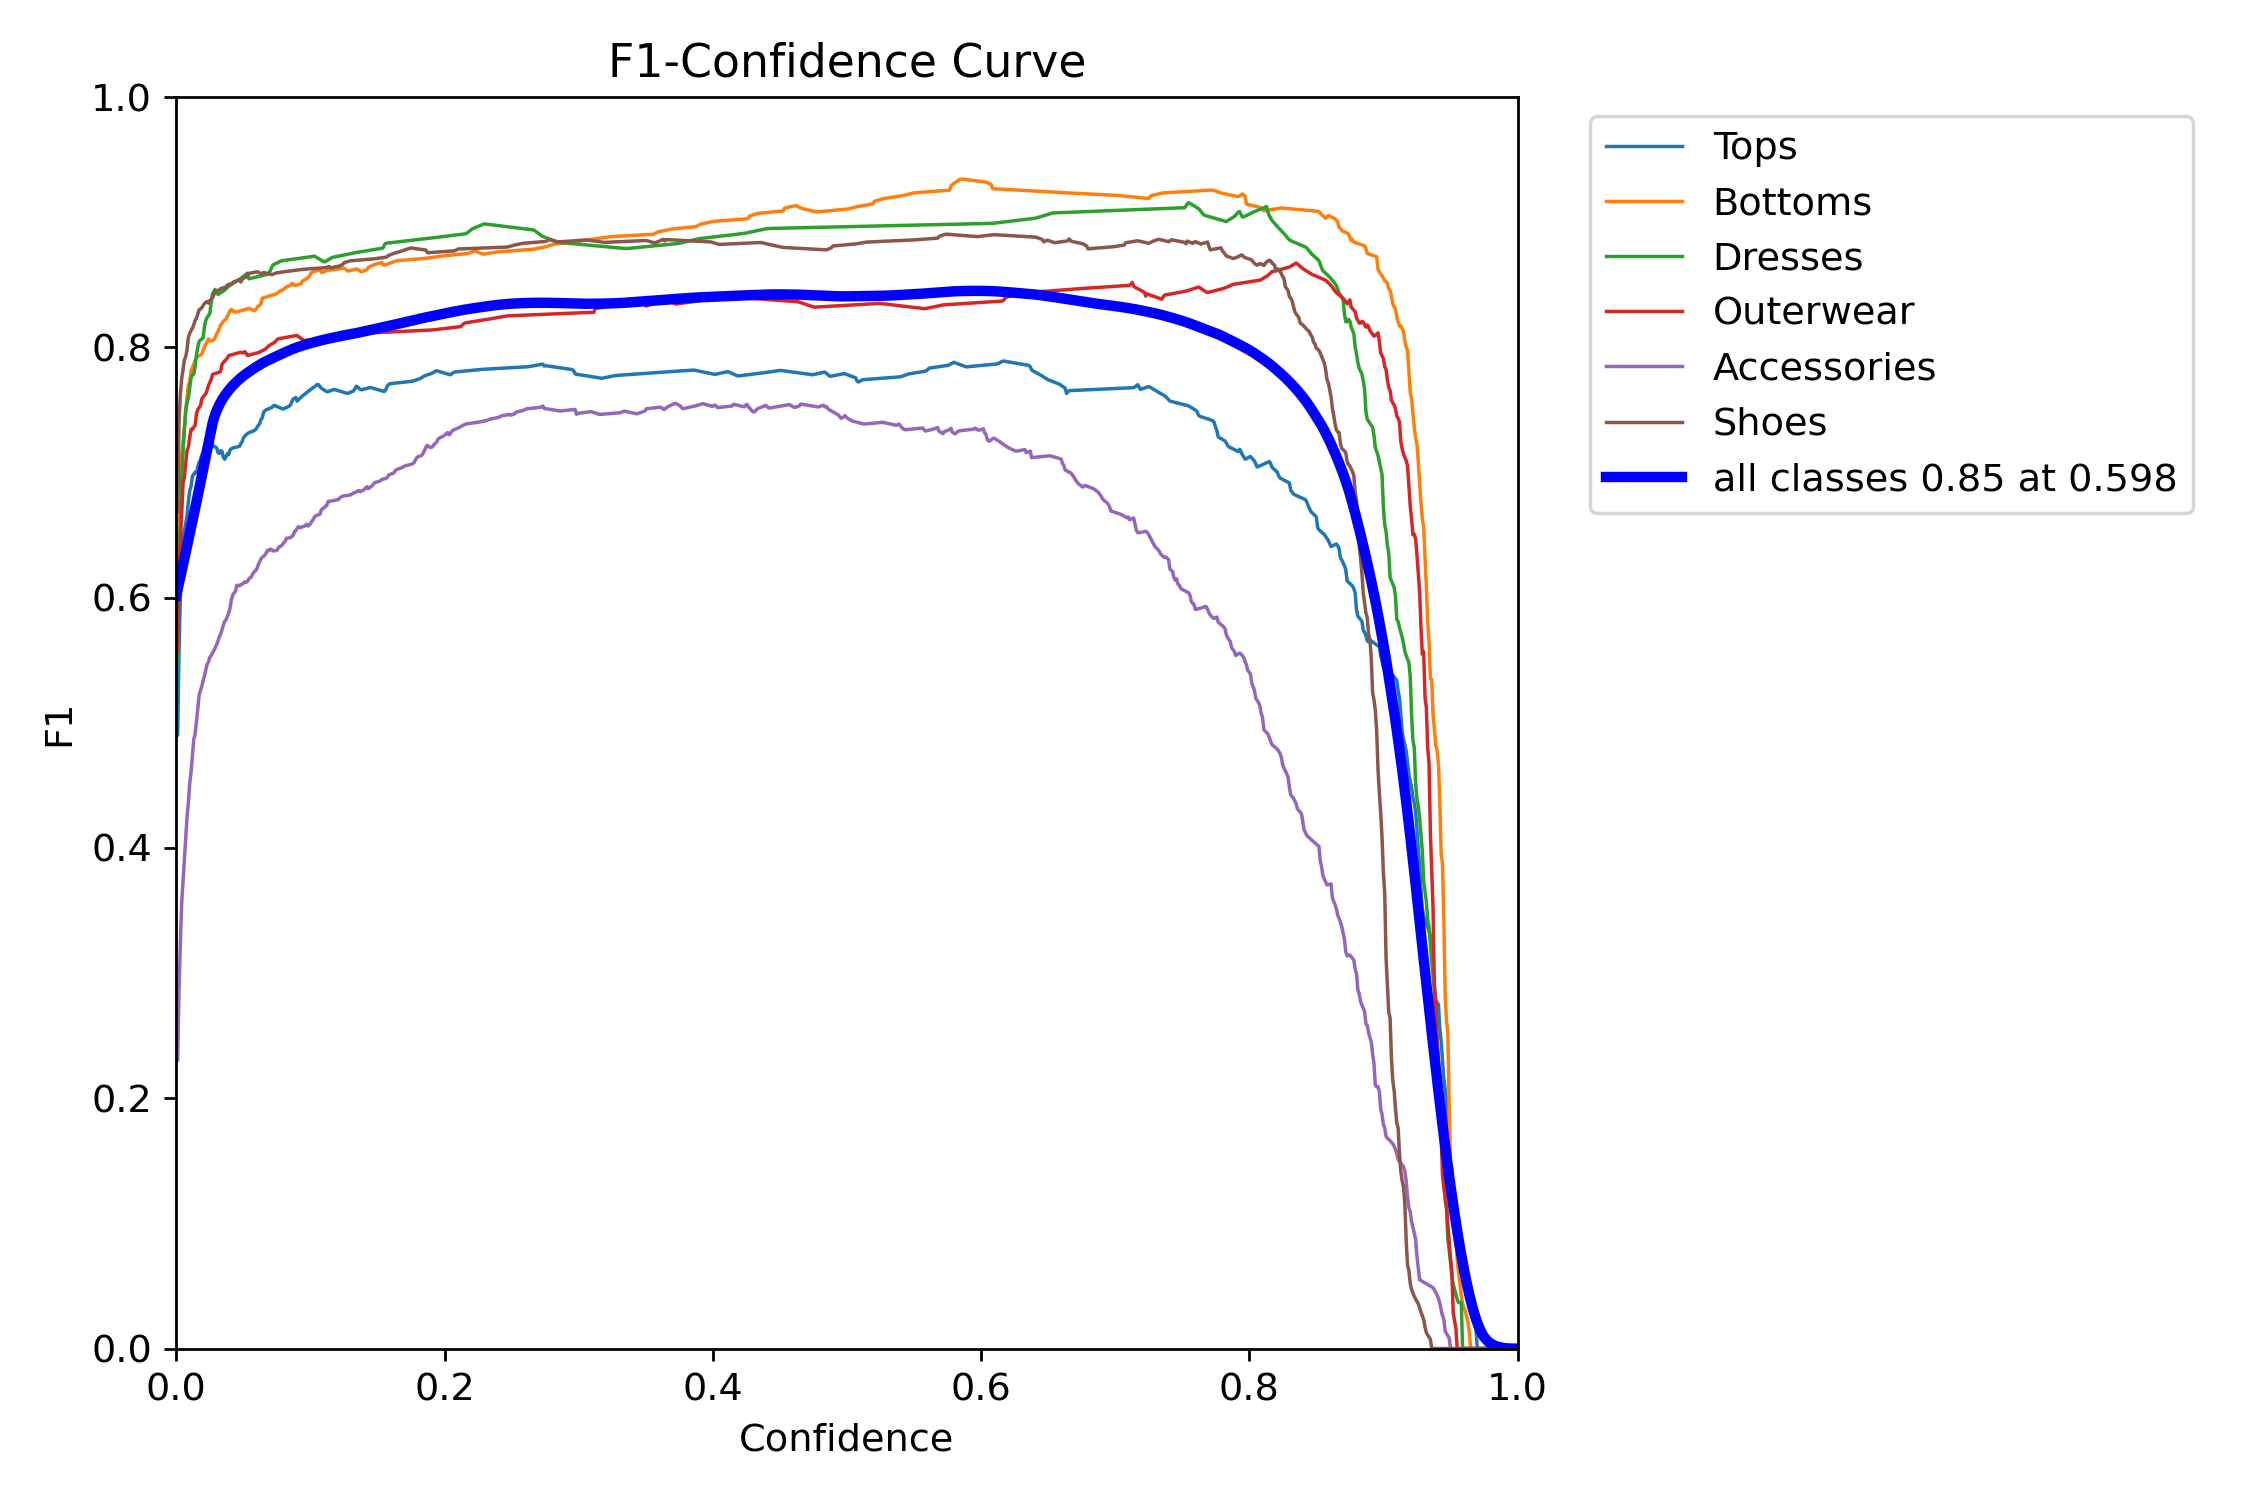 F1-Confidence Curve
1.0
0.8
0.6
0.4
0.2
0.0
F1
0.0 0.2 0.4 0.6 0.8 1.0
Confidence
Tops
Bottoms
Dresses
Outerwear
Accessories
Shoes
all classes 0.85 at 0.598